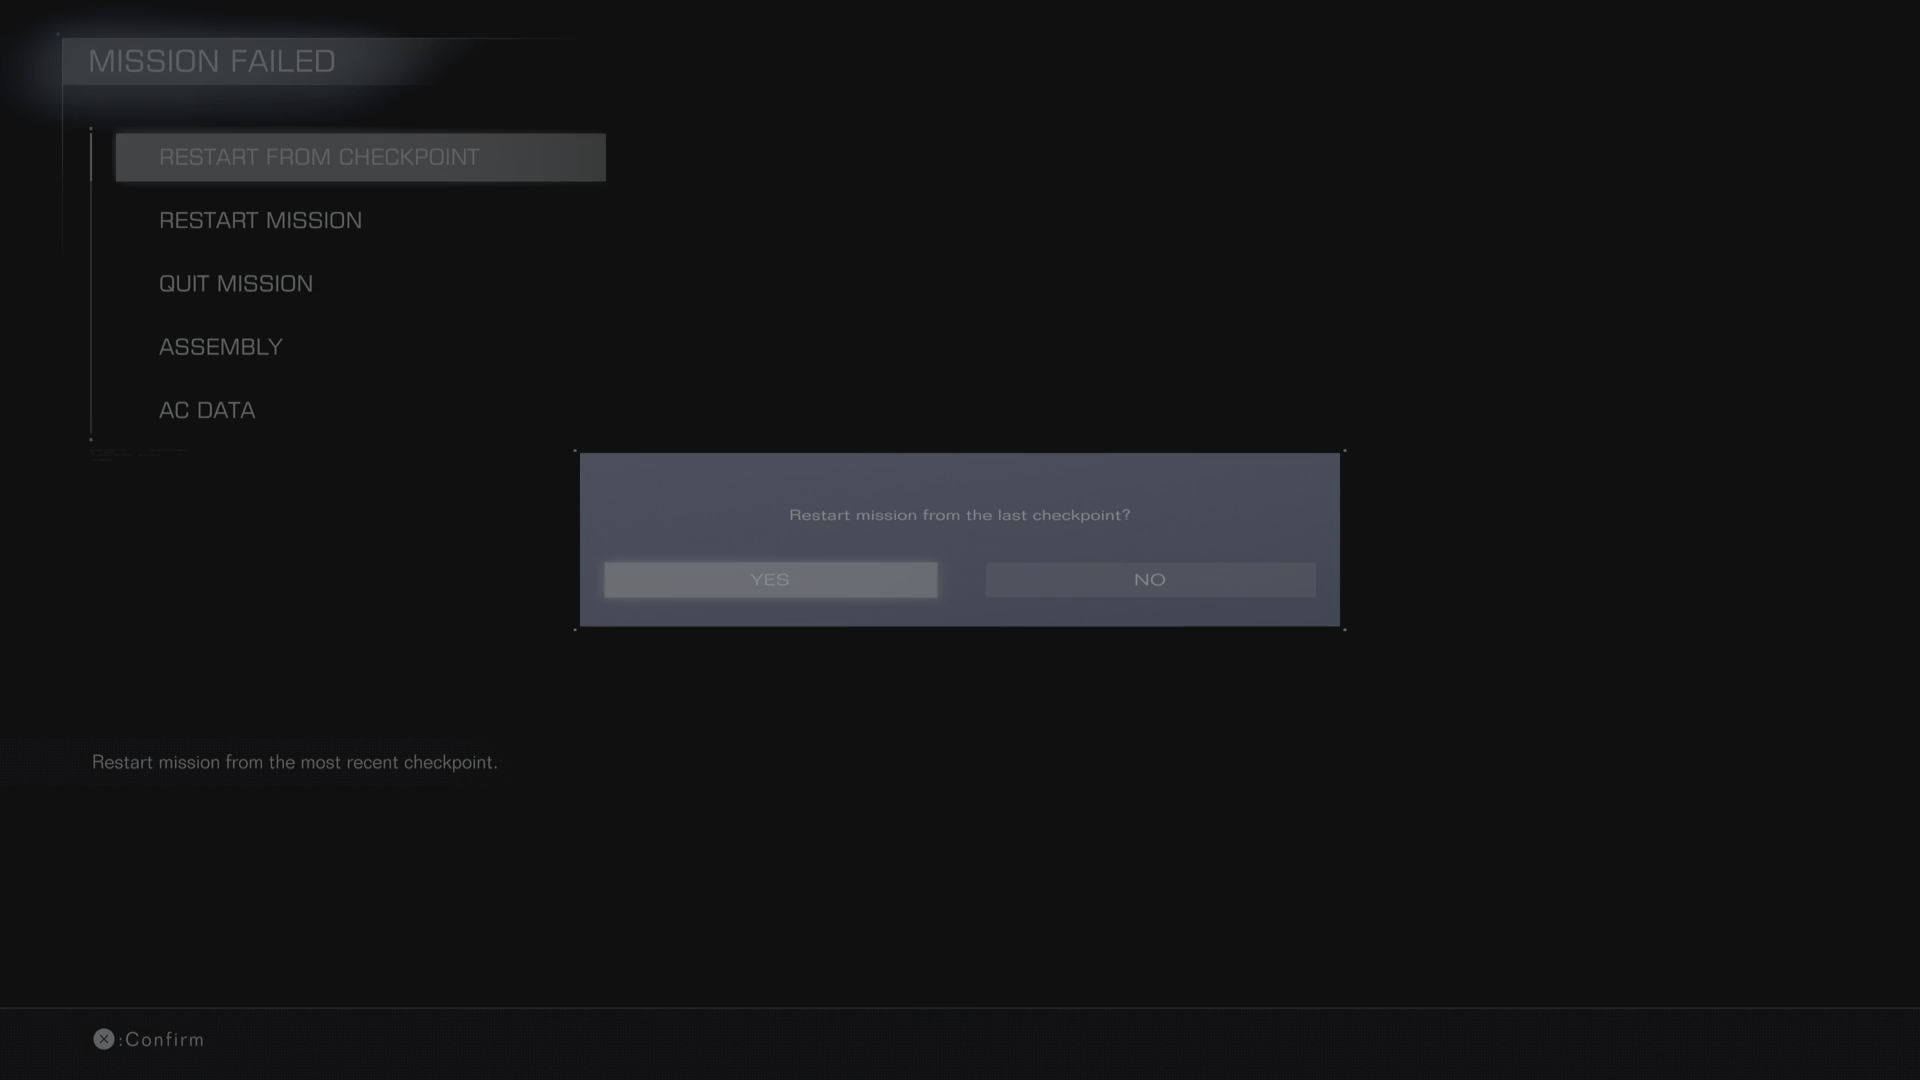 MISSION FAILED
RESTART FROM CHECKPOINT
RESTART MISSION
QUIT MISSION
ASSEMBLY
AC DATA
Restart mission from the last checkpoint?
YES
NO
Restart mission from the most recent checkpoint.
:Confirm